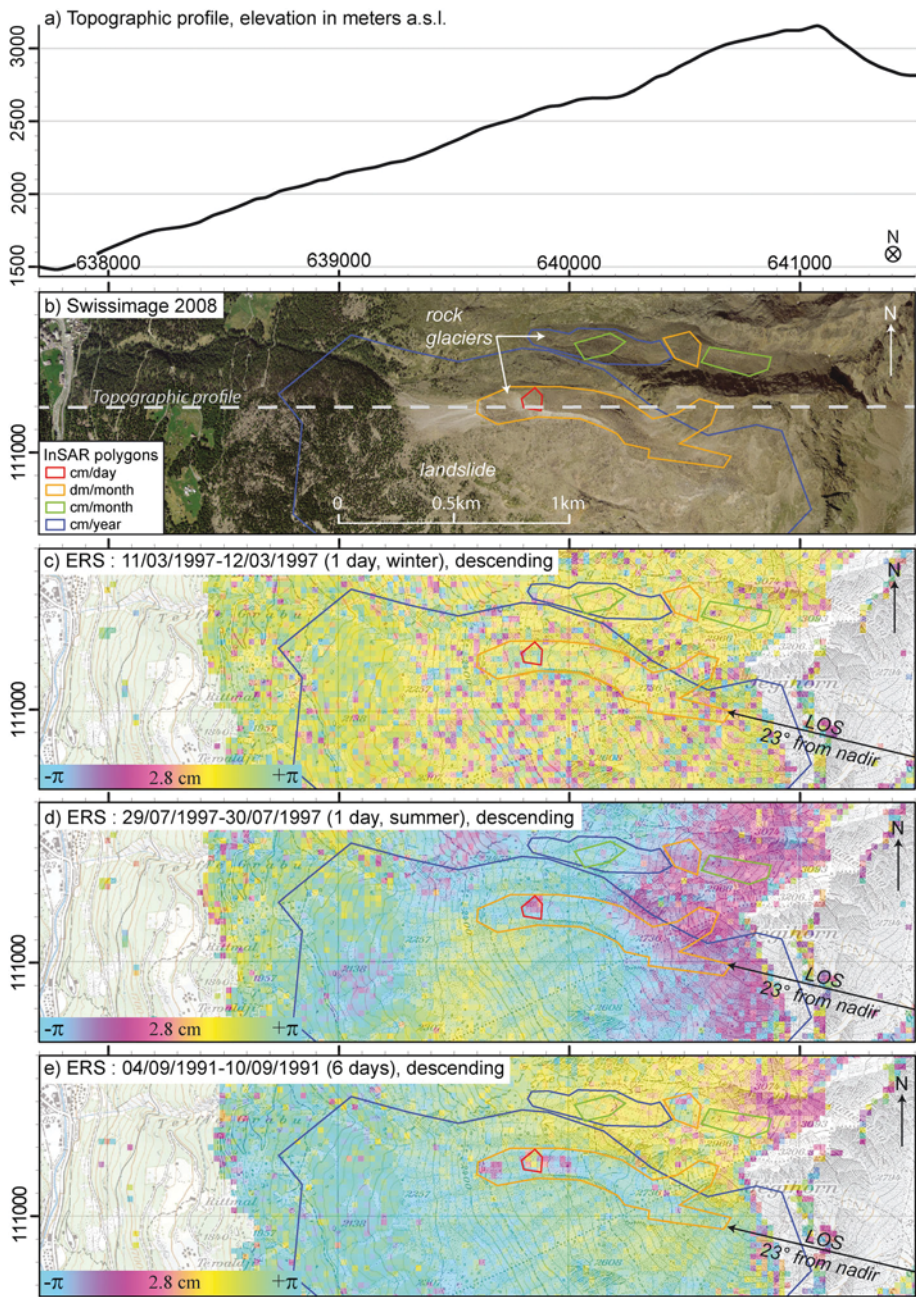 a) Topographic profile, elevation in meters a.s.l.
3000
2500
2000
1500
638000
639000
640000
641000
N
b) Swissimage 2008
rock
glaciers
N
Topographic profile
111000
landslide
InSAR polygons
cm/day
dm/month
cm/month
cm/year
0
0.5km
1km
c) ERS : 11/03/1997-12/03/1997 (1 day, winter), descending
N
111000
LOS
23° from nadir
-π
2.8 cm
+π
d) ERS : 29/07/1997-30/07/1997 (1 day, summer), descending
N
111000
LOS
23° from nadir
-π
2.8 cm
+π
e) ERS : 04/09/1991-10/09/1991 (6 days), descending
N
111000
LOS
23° from nadir
-π
2.8 cm
+π